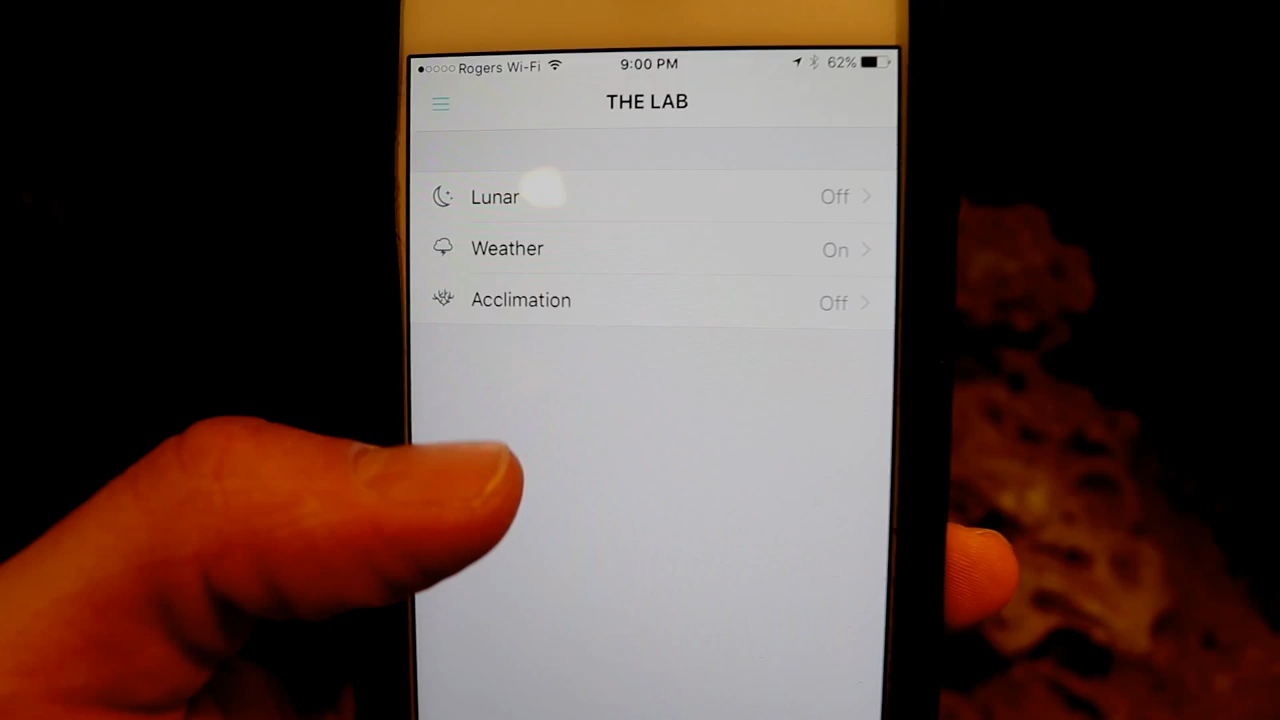 Rogers Wi-Fi 9:00 PM 62%
THE LAB
Lunar Off
Weather On
Acclimation Off